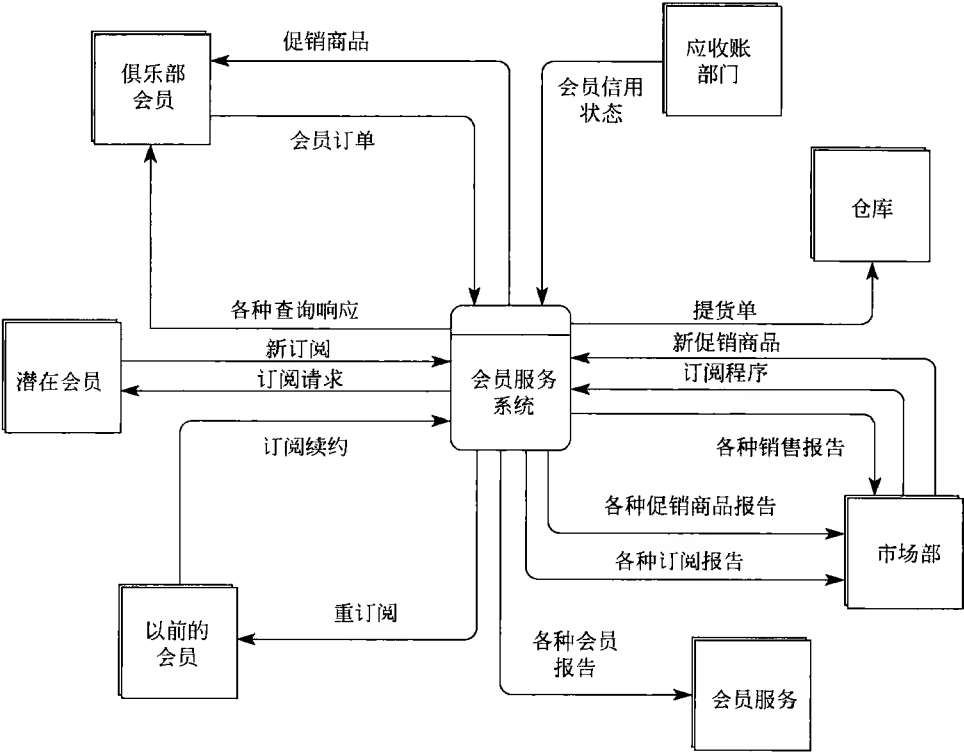 促销商品
俱乐部
会员
应收账
部门
会员信用
状态
会员订单
仓库
各种查询响应
提货单
新促销商品
新订阅
订阅程序
潜在会员
订阅请求
会员服务
系统
订阅续约
各种销售报告
各种促销商品报告
市场部
各种订阅报告
重订阅
以前的
会员
各种会员
报告
会员服务